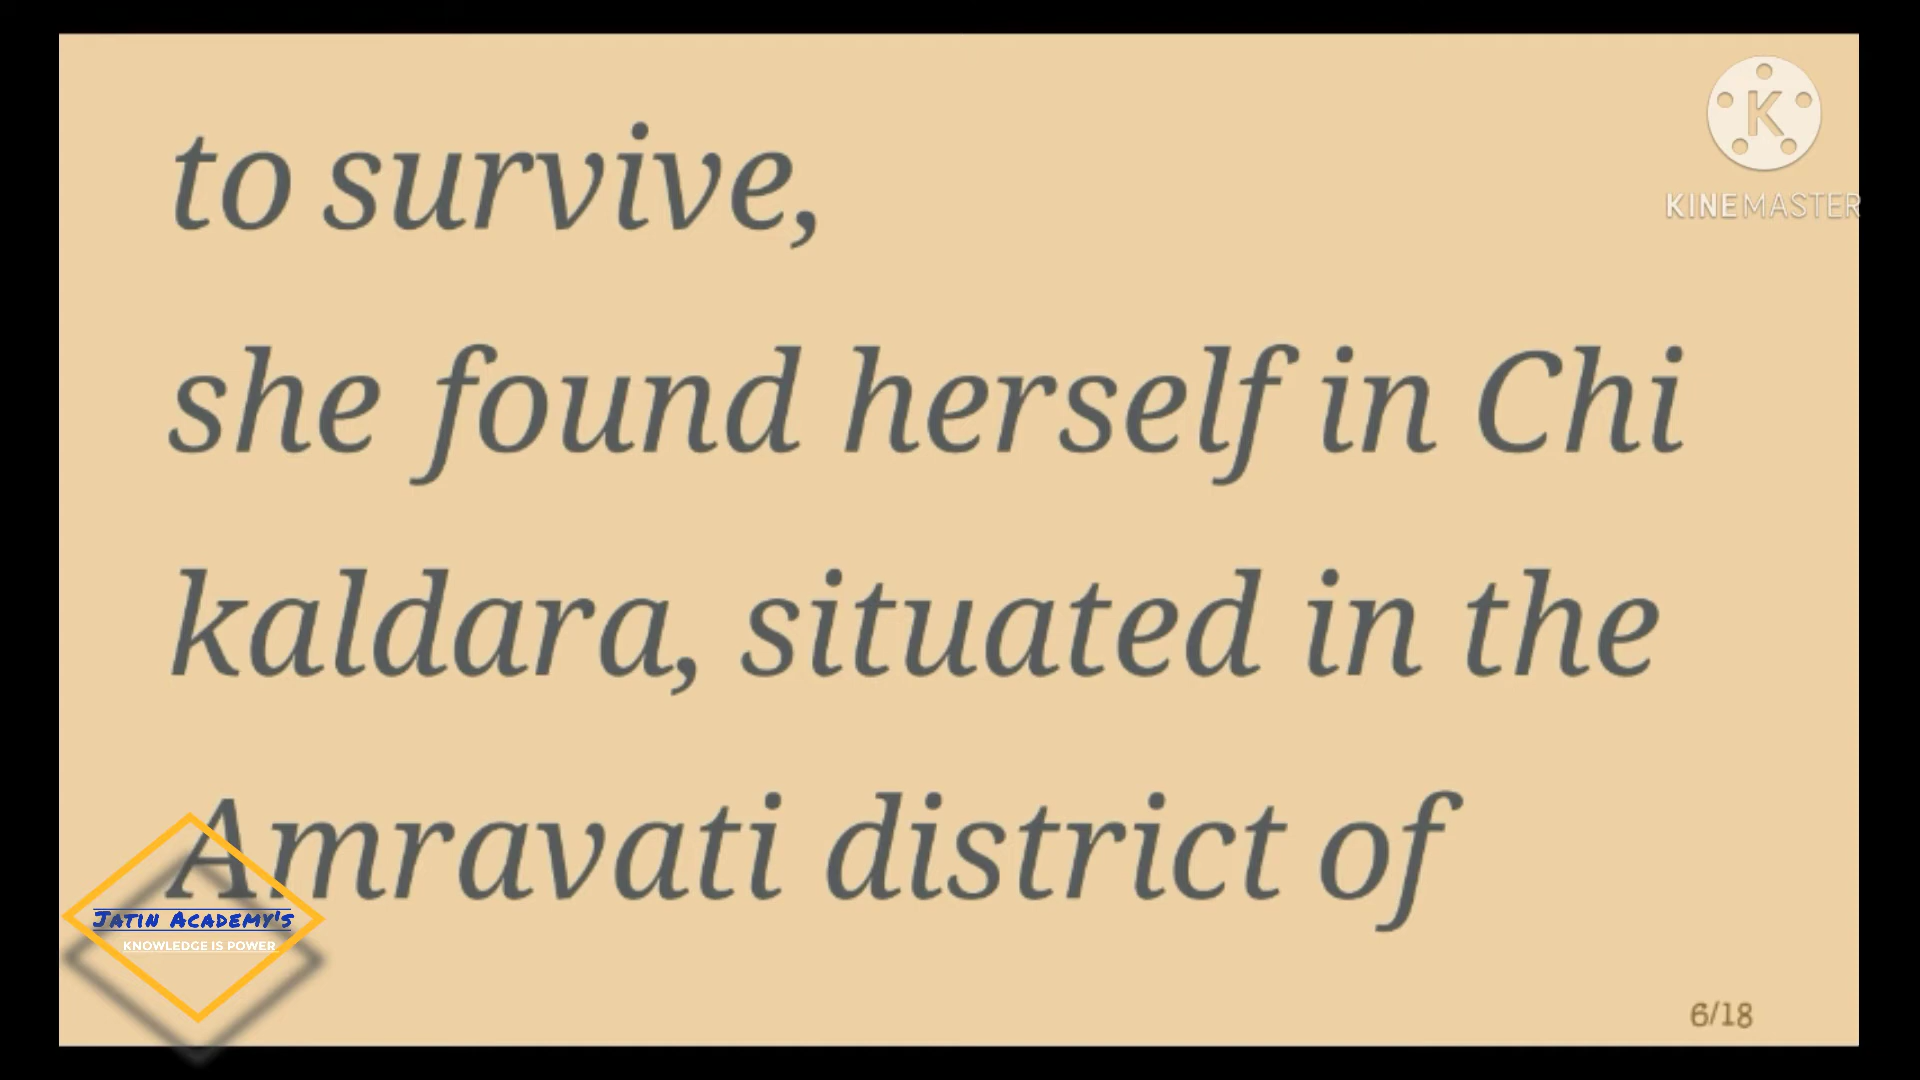 to survive,
she found herself in Chi
kaldara, situated in the
Amravati district of
K
KINEMASTER
JATIN ACADEMY'S
KNOWLEDGE IS POWER
6/18